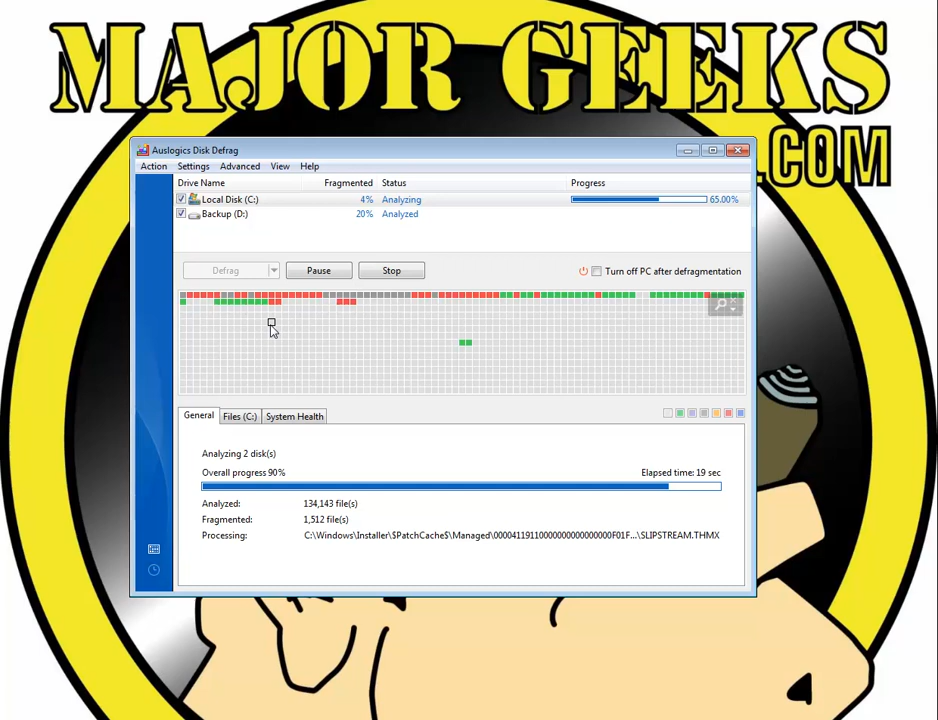 MAJOR GEEKS
.COM
Auslogics Disk Defrag
Action Settings Advanced View Help
Drive Name Fragmented Status Progress
Local Disk (C:) 4% Analyzing 65.00%
Backup (D:) 20% Analyzed
Defrag Pause Stop Turn off PC after defragmentation
General Files (C:) System Health
Analyzing 2 disk(s)
Overall progress 90% Elapsed time: 19 sec
Analyzed: 134,143 file(s)
Fragmented: 1,512 file(s)
Processing: C:\Windows\Installer\$PatchCache$\Managed\00004119110000000000000000F01F...\SLIPSTREAM.THMX